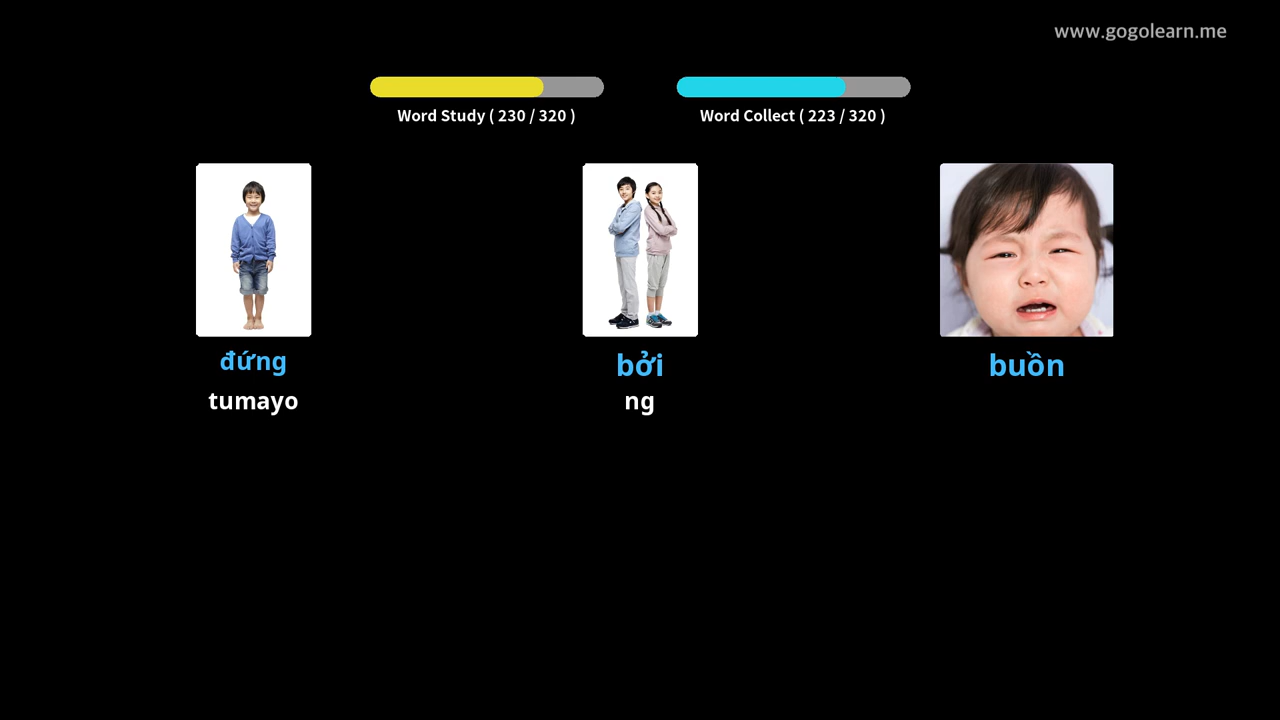 www.gogolearn.me
Word Study ( 230 / 320 )
Word Collect ( 223 / 320 )
đứng
tumayo
bởi
ng
buồn